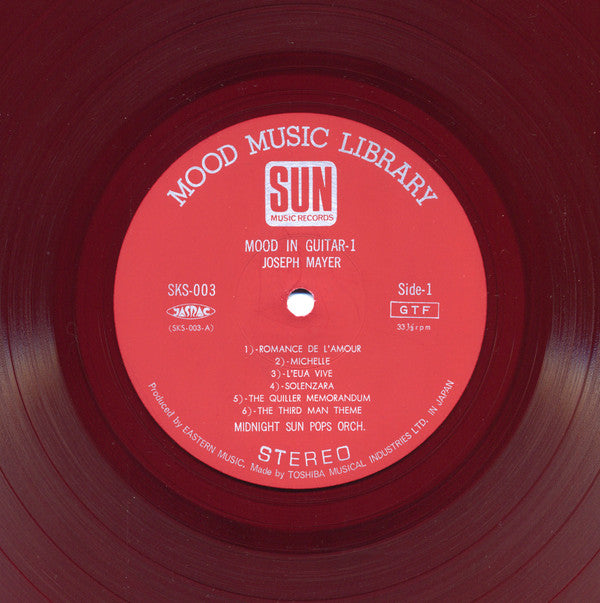 MOOD MUSIC LIBRARY
SUN
MUSIC RECORDS
MOOD IN GUITAR-1
JOSEPH MAYER
SKS-003
Side-1
JASRAC
GTF
(SKS-003-A)
33⅓rpm
1)-ROMANCE DE L'AMOUR
2)-MICHELLE
3)-L'EUA VIVE
4)-SOLENZARA
5)-THE QUILLER MEMORANDUM
6)-THE THIRD MAN THEME
MIDNIGHT SUN POPS ORCH.
STEREO
Produced by EASTERN MUSIC, Made by TOSHIBA MUSICAL INDUSTRIES LTD. IN JAPAN